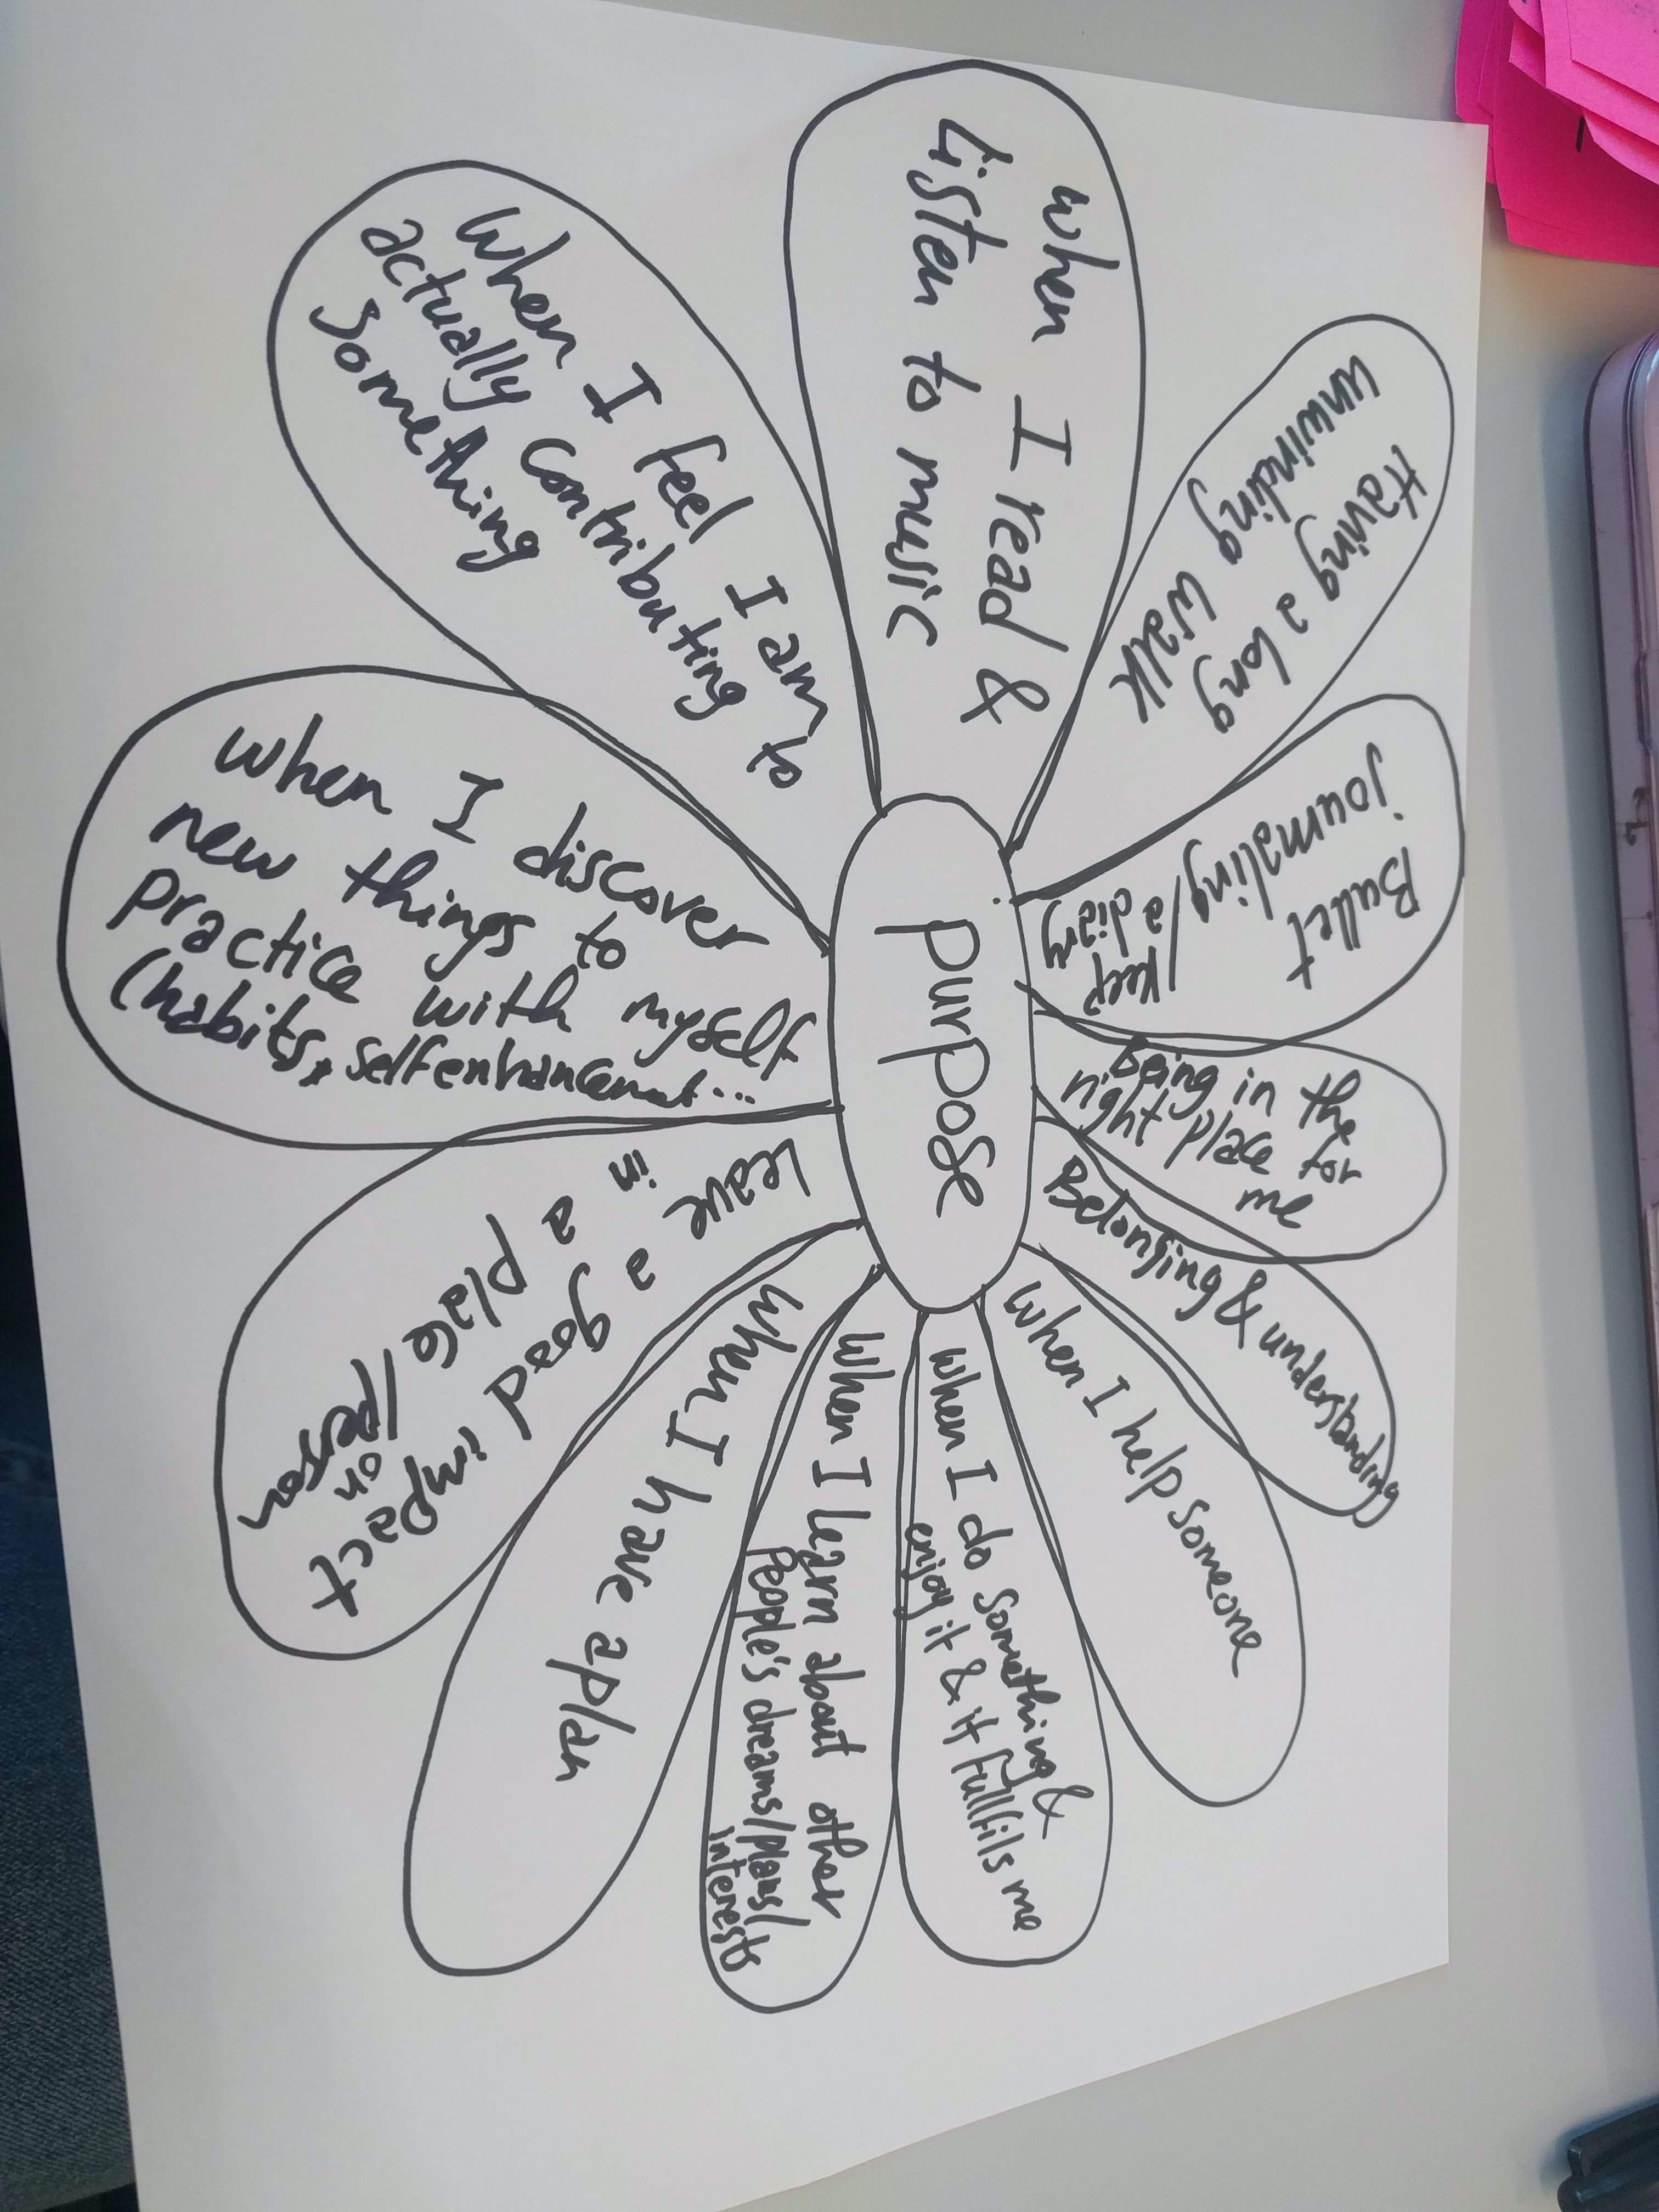 purpose
Having a long
unwinding walk
Bullet
journaling/keep
a diary
Being in the
right place for
me
Belonging & understanding
when I help someone
when I do something &
enjoy it & it fullfils me
when I learn about other
people's dreams/plans/
interests
when I have a plan
Leave a good impact
on
in a place/person
when I discover
new things to
practice with myself
(habits, selfenhancement...
when I feel I am
actually contributing to
something
when I read &
Listen to music